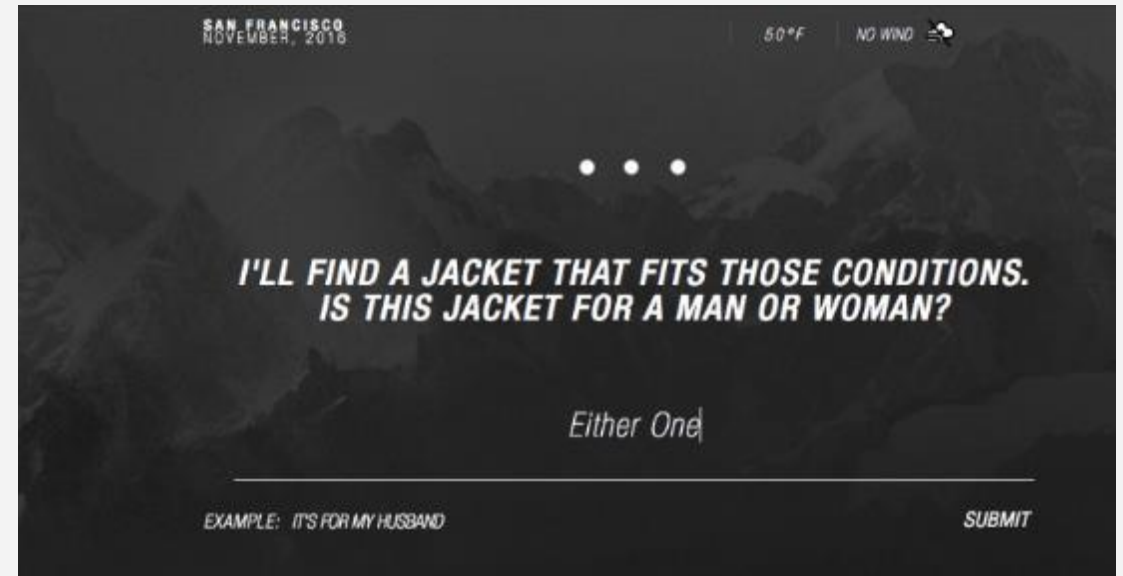 SAN FRANCISCO
NOVEMBER, 2016
50°F
NO WIND
I'LL FIND A JACKET THAT FITS THOSE CONDITIONS.
IS THIS JACKET FOR A MAN OR WOMAN?
Either One
EXAMPLE: IT'S FOR MY HUSBAND
SUBMIT